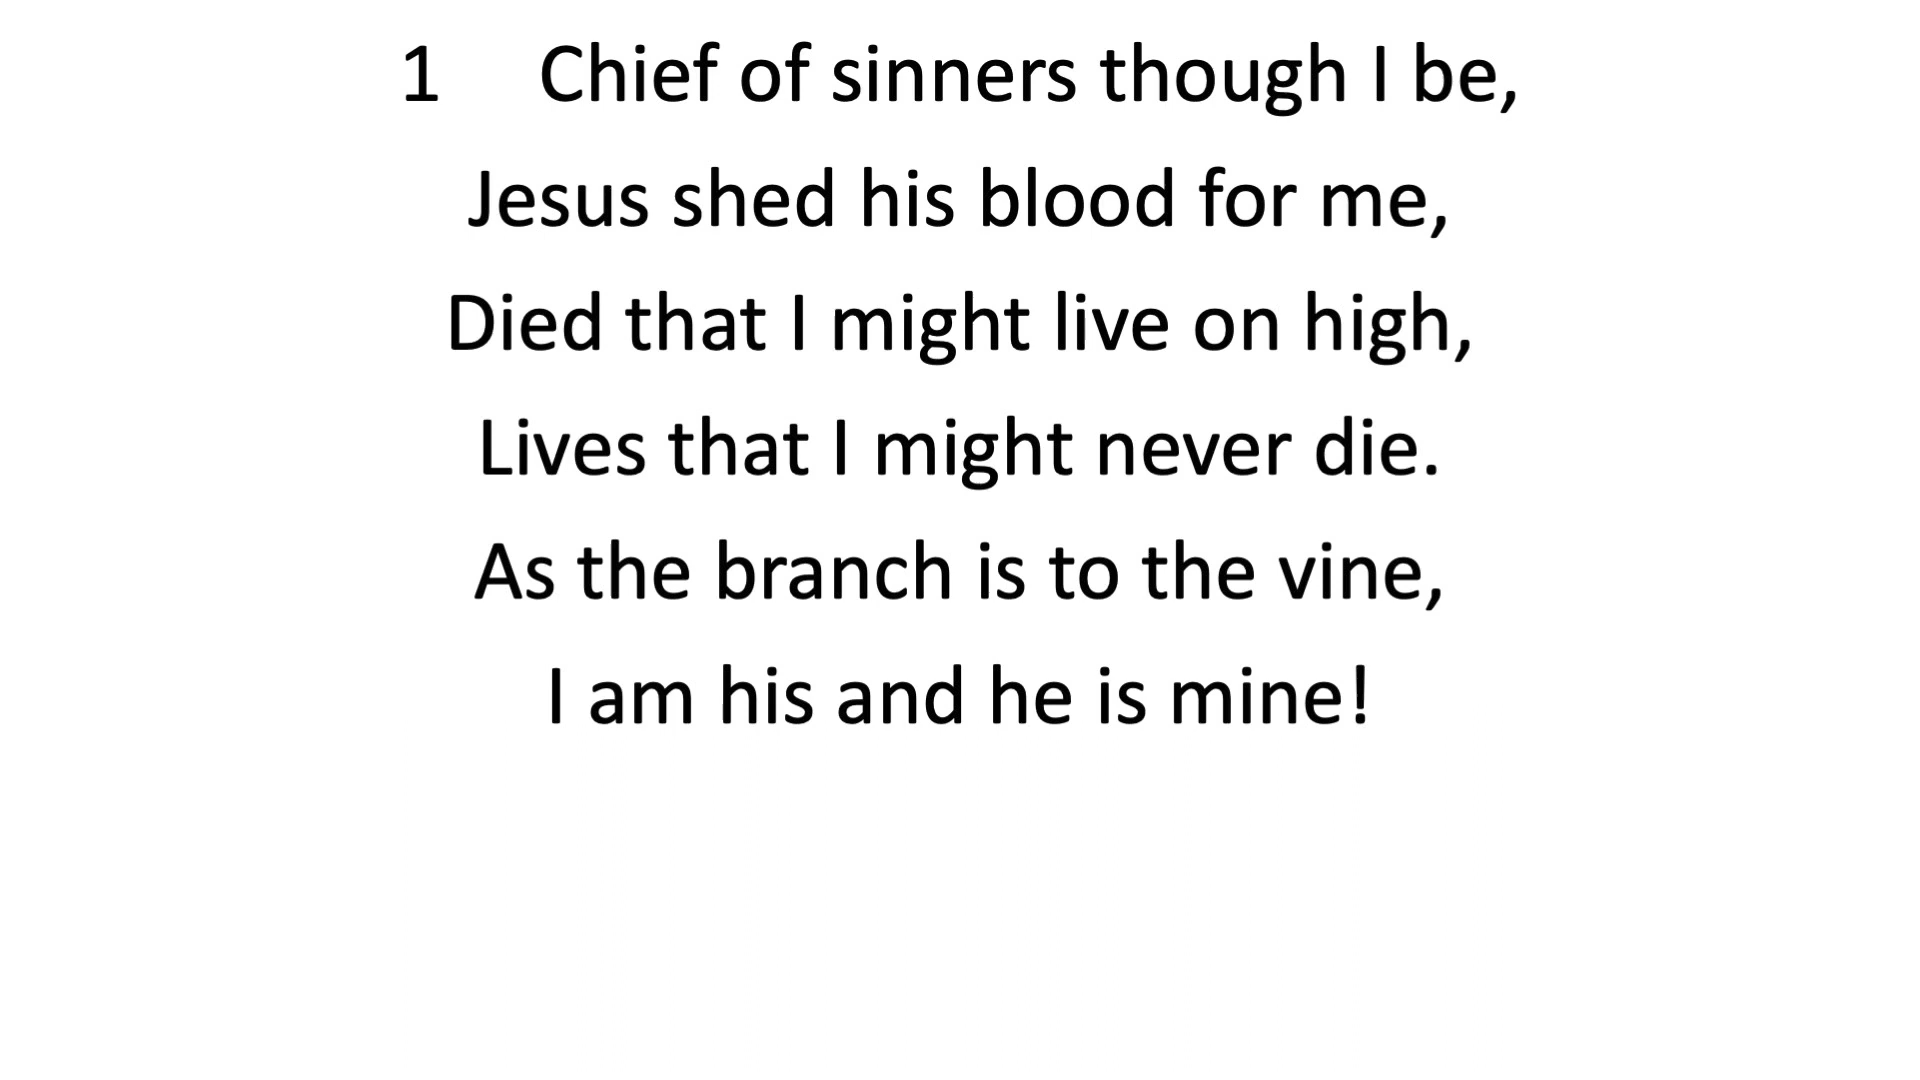 1 Chief of sinners though I be,
Jesus shed his blood for me,
Died that I might live on high,
Lives that I might never die.
As the branch is to the vine,
I am his and he is mine!